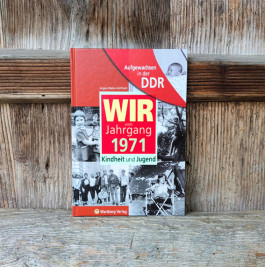 Aufgewachsen
in der
DDR
WIR
vom
Jahrgang
1971
Kindheit und Jugend
Wartberg Verlag